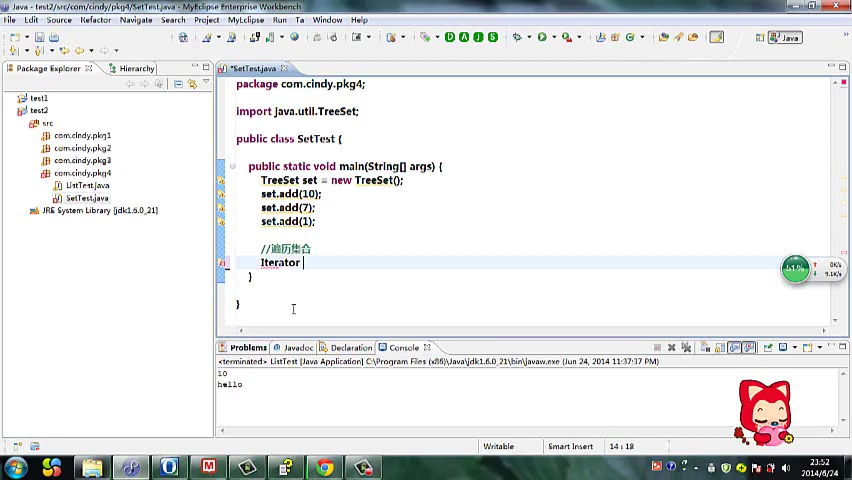 Java - test2/src/com/cindy/pkg4/SetTest.java - MyEclipse Enterprise Workbench
File Edit Source Refactor Navigate Search Project MyEclipse Run Window Help
Java
Package Explorer Hierarchy
*SetTest.java
test1
test2
src
com.cindy.pkg1
com.cindy.pkg2
com.cindy.pkg3
com.cindy.pkg4
ListTest.java
SetTest.java
JRE System Library [jdk1.6.0_21]
package com.cindy.pkg4;
import java.util.TreeSet;
public class SetTest {
public static void main(String[] args) {
TreeSet set = new TreeSet();
set.add(10);
set.add(7);
set.add(1);
//遍历集合
Iterator
}
}
51%
0K/s
9.1K/s
Problems Javadoc Declaration Console
<terminated> ListTest [Java Application] C:\Program Files\Java\jdk1.6.0_21\bin\javaw.exe (Jun 24, 2014 11:37:37 PM)
10
hello
Writable Smart Insert 14 : 18
23:52
2014/6/24